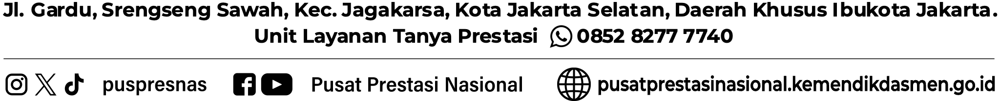 Jl. Gardu, Srengseng Sawah, Kec. Jagakarsa, Kota Jakarta Selatan, Daerah Khusus Ibukota Jakarta.
Unit Layanan Tanya Prestasi 0852 8277 7740
puspresnas Pusat Prestasi Nasional pusatprestasinasional.kemendikdasmen.go.id